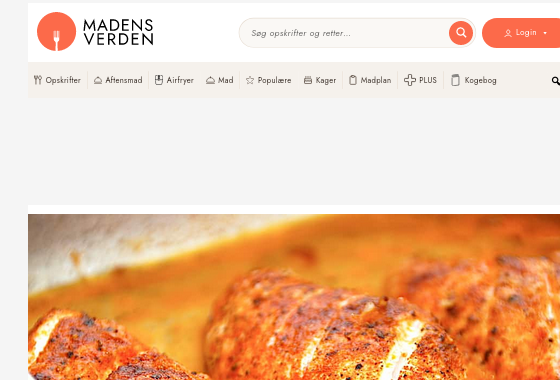 MADENS
VERDEN
Søg opskrifter og retter...
Login
Opskrifter Aftensmad Airfryer Mad Populære Kager Madplan PLUS Kogebog